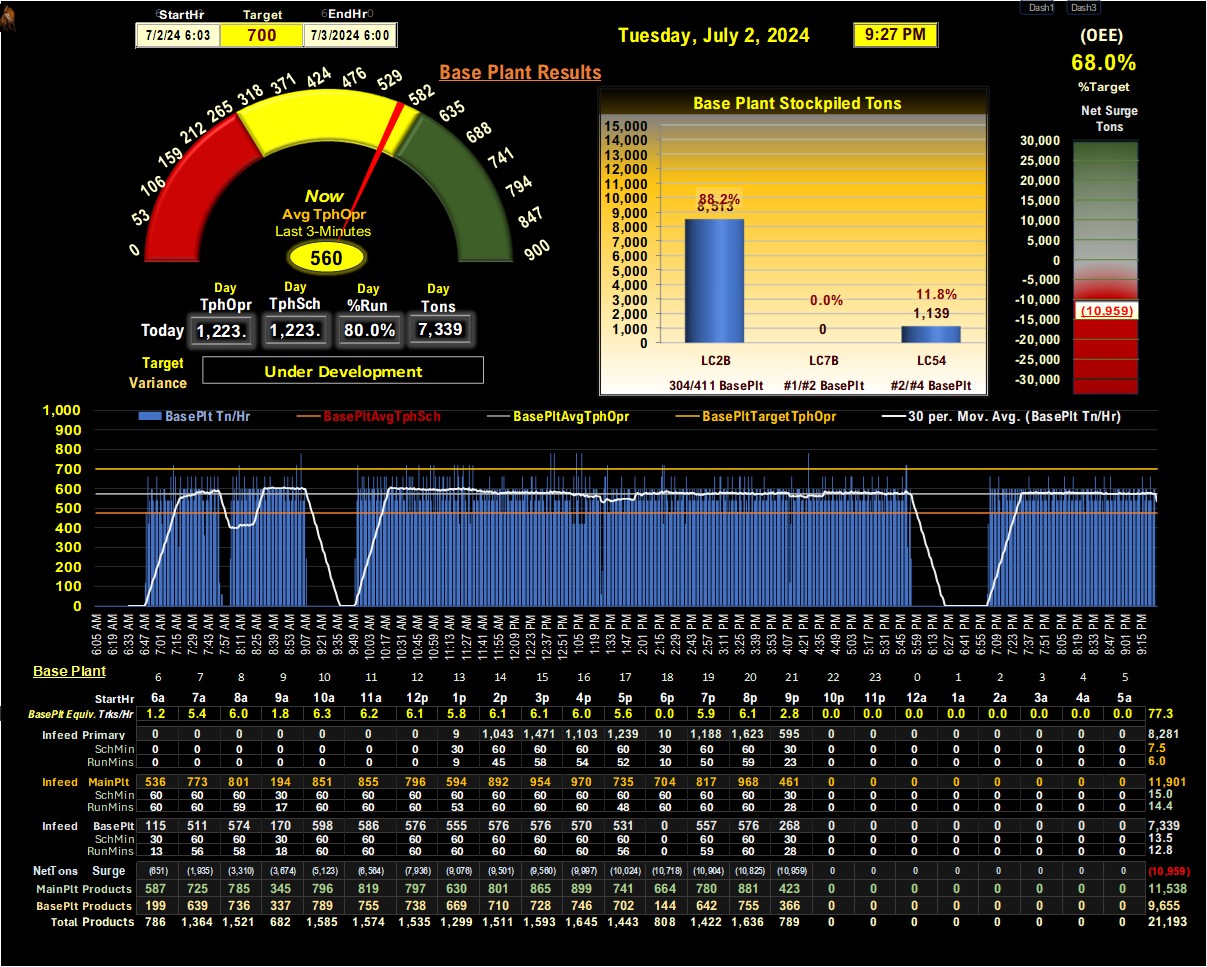 Dash1 Dash3
StartHr Target EndHr
7/2/24 6:03 700 7/3/2024 6:00
Tuesday, July 2, 2024 9:27 PM
(OEE)
68.0%
%Target
Net Surge
Tons
Base Plant Results
0 53 106 159 212 265 318 371 424 476 529 582 635 688 741 794 847 900
Now
Avg TphOpr
Last 3-Minutes
560
Day Day Day Day
TphOpr TphSch %Run Tons
Today 1,223. 1,223. 80.0% 7,339
Target
Variance
Under Development
Base Plant Stockpiled Tons
15,000
14,000
13,000
12,000
11,000
10,000
9,000
8,000
7,000
6,000
5,000
4,000
3,000
2,000
1,000
0
88.2%
8,513
0.0%
0
11.8%
1,139
LC2B LC7B LC54
304/411 BasePlt #1/#2 BasePlt #2/#4 BasePlt
30,000
25,000
20,000
15,000
10,000
5,000
0
-5,000
-10,000
(10,959)
-15,000
-20,000
-25,000
-30,000
BasePlt Tn/Hr BasePltAvgTphSch BasePltAvgTphOpr BasePltTargetTphOpr 30 per. Mov. Avg. (BasePlt Tn/Hr)
1,000
900
800
700
600
500
400
300
200
100
0
6:05 AM 6:19 AM 6:33 AM 6:47 AM 7:01 AM 7:15 AM 7:29 AM 7:43 AM 7:57 AM 8:11 AM 8:25 AM 8:39 AM 8:53 AM 9:07 AM 9:21 AM 9:35 AM 9:49 AM 10:03 AM 10:17 AM 10:31 AM 10:45 AM 10:59 AM 11:13 AM 11:27 AM 11:41 AM 11:55 AM 12:09 PM 12:23 PM 12:37 PM 12:51 PM 1:05 PM 1:19 PM 1:33 PM 1:49 PM 2:01 PM 2:15 PM 2:29 PM 2:43 PM 2:57 PM 3:11 PM 3:25 PM 3:39 PM 3:53 PM 4:07 PM 4:21 PM 4:35 PM 4:49 PM 5:03 PM 5:17 PM 5:31 PM 5:45 PM 5:59 PM 6:13 PM 6:27 PM 6:41 PM 6:55 PM 7:09 PM 7:23 PM 7:37 PM 7:51 PM 8:05 PM 8:19 PM 8:33 PM 8:47 PM 9:01 PM 9:15 PM
Base Plant
6 7 8 9 10 11 12 13 14 15 16 17 18 19 20 21 22 23 0 1 2 3 4 5
StartHr 6a 7a 8a 9a 10a 11a 12p 1p 2p 3p 4p 5p 6p 7p 8p 9p 10p 11p 12a 1a 2a 3a 4a 5a
BasePlt Equiv. Trks/Hr 1.2 5.4 6.0 1.8 6.3 6.2 6.1 5.8 6.1 6.1 6.0 5.6 0.0 5.9 6.1 2.8 0.0 0.0 0.0 0.0 0.0 0.0 0.0 0.0 77.3
Infeed Primary 0 0 0 0 0 0 0 9 1,043 1,471 1,103 1,239 10 1,188 1,623 595 0 0 0 0 0 0 0 0 8,281
SchMin 0 0 0 0 0 0 0 30 60 60 60 60 30 60 60 30 0 0 0 0 0 0 0 0 7.5
RunMins 0 0 0 0 0 0 0 9 45 58 54 52 10 50 59 23 0 0 0 0 0 0 0 0 6.0
Infeed MainPlt 536 773 801 194 851 855 796 594 892 954 970 735 704 817 968 461 0 0 0 0 0 0 0 0 11,901
SchMin 60 60 60 30 60 60 60 60 60 60 60 60 60 60 60 30 0 0 0 0 0 0 0 0 15.0
RunMins 60 60 59 17 60 60 60 53 60 60 60 48 60 60 60 28 0 0 0 0 0 0 0 0 14.4
Infeed BasePlt 115 511 574 170 598 586 576 555 576 576 570 531 0 557 576 268 0 0 0 0 0 0 0 0 7,339
SchMin 30 60 60 30 60 60 60 60 60 60 60 60 0 60 60 30 0 0 0 0 0 0 0 0 13.5
RunMins 13 56 58 18 60 60 60 60 60 60 60 56 0 59 60 28 0 0 0 0 0 0 0 0 12.8
NetTons Surge (651) (1,935) (3,310) (3,674) (5,123) (6,564) (7,936) (9,076) (9,501) (9,560) (9,997) (10,024) (10,718) (10,904) (10,825) (10,959) 0 0 0 0 0 0 0 0 (10,959)
MainPlt Products 587 725 785 345 796 819 797 630 801 865 899 741 664 780 881 423 0 0 0 0 0 0 0 0 11,538
BasePlt Products 199 639 736 337 789 755 738 669 710 728 746 702 144 642 755 366 0 0 0 0 0 0 0 0 9,655
Total Products 786 1,364 1,521 682 1,585 1,574 1,535 1,299 1,511 1,593 1,645 1,443 808 1,422 1,636 789 0 0 0 0 0 0 0 0 21,193